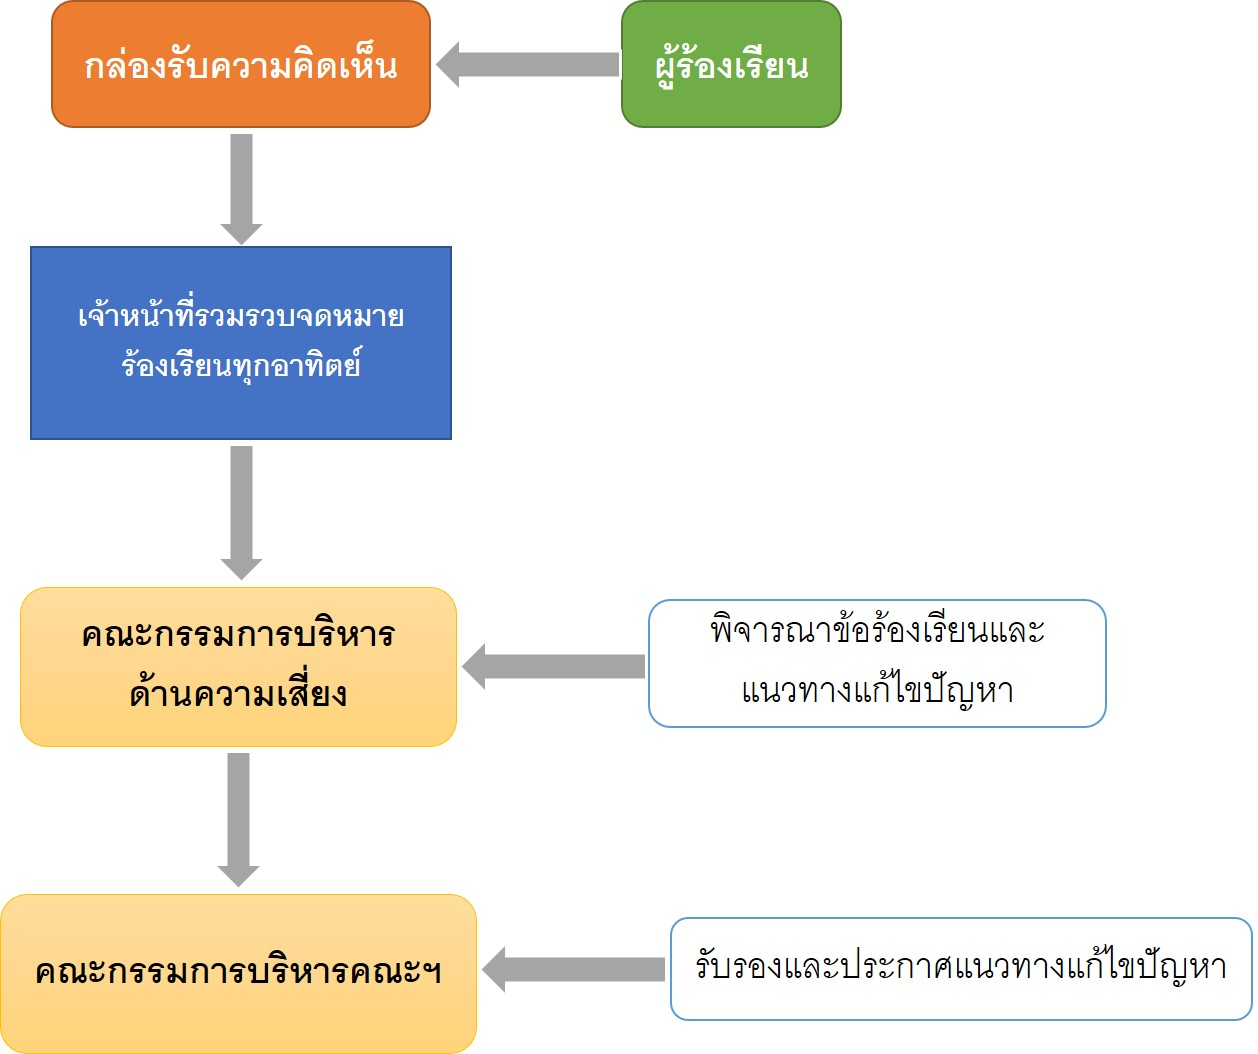 กล่องรับความคิดเห็น
ผู้ร้องเรียน
เจ้าหน้าที่รวมรวบจดหมาย
ร้องเรียนทุกอาทิตย์
คณะกรรมการบริหาร
ด้านความเสี่ยง
พิจารณาข้อร้องเรียนและ
แนวทางแก้ไขปัญหา
คณะกรรมการบริหารคณะฯ
รับรองและประกาศแนวทางแก้ไขปัญหา